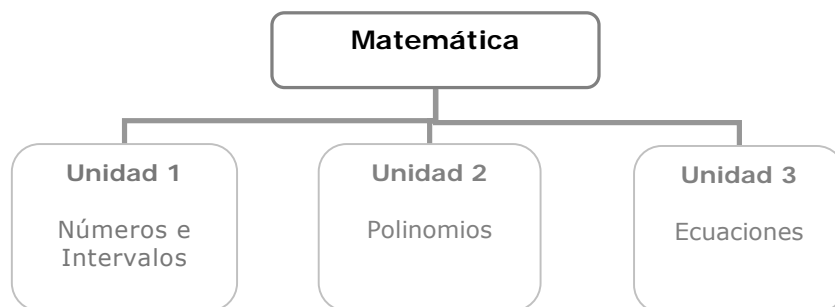 Matemática
Unidad 1
Números e
Intervalos
Unidad 2
Polinomios
Unidad 3
Ecuaciones